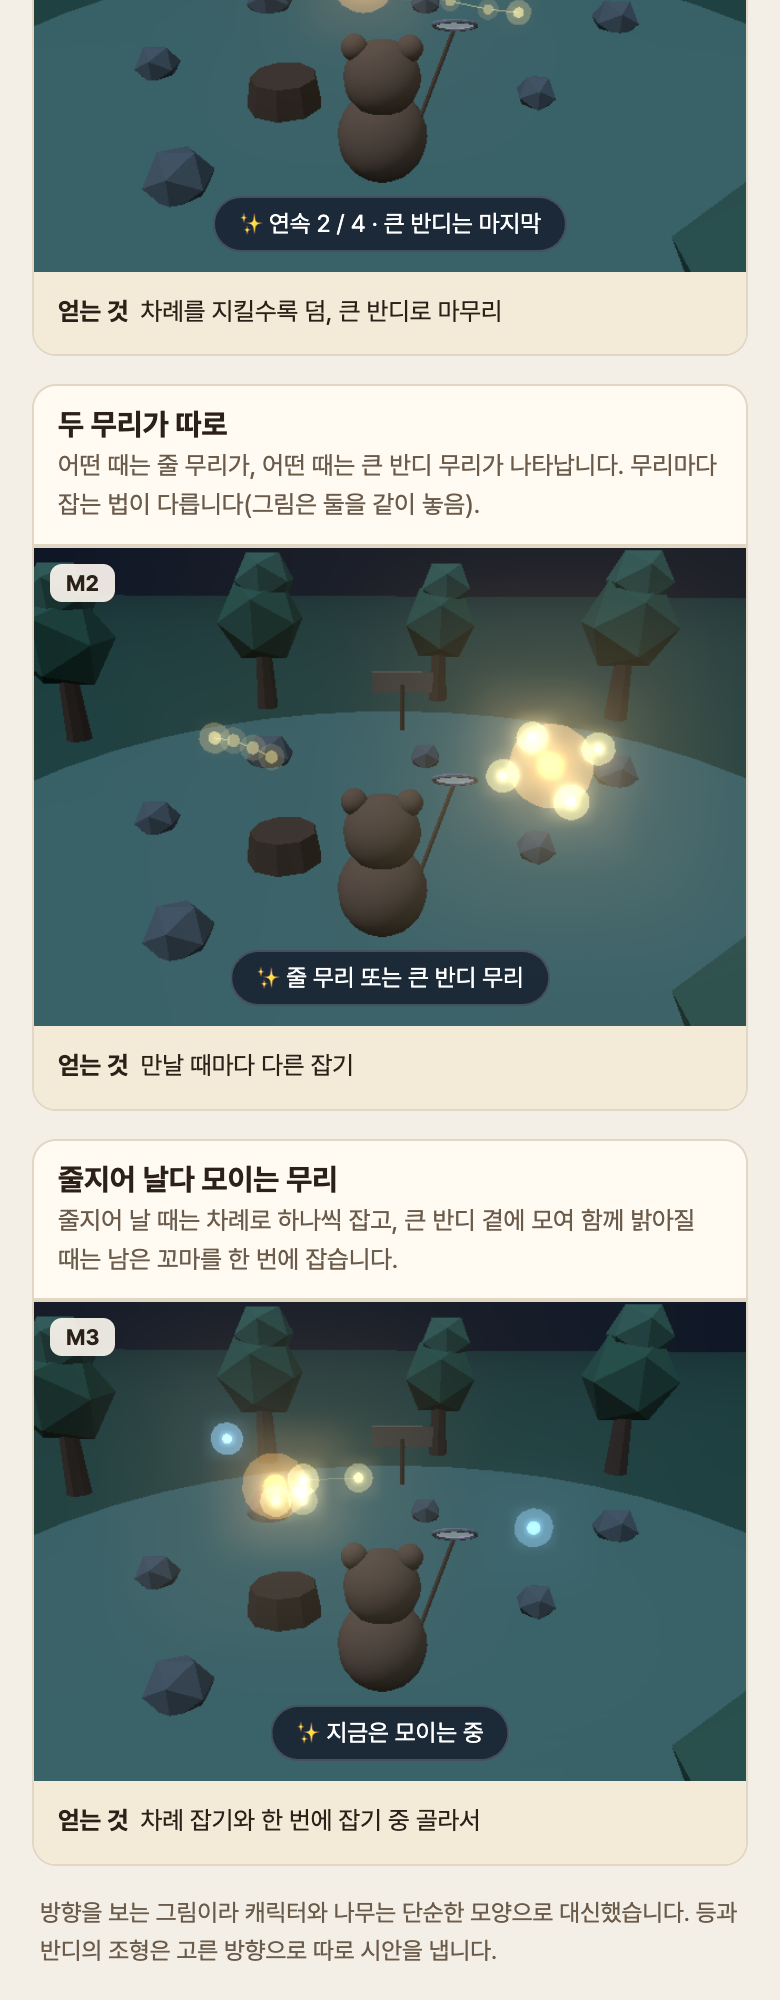 ✨ 연속 2 / 4 · 큰 반디는 마지막
얻는 것 차례를 지킬수록 덤, 큰 반디로 마무리
두 무리가 따로
어떤 때는 줄 무리가, 어떤 때는 큰 반디 무리가 나타납니다. 무리마다
잡는 법이 다릅니다(그림은 둘을 같이 놓음).
M2
✨ 줄 무리 또는 큰 반디 무리
얻는 것 만날 때마다 다른 잡기
줄지어 날다 모이는 무리
줄지어 날 때는 차례로 하나씩 잡고, 큰 반디 곁에 모여 함께 밝아질
때는 남은 꼬마를 한 번에 잡습니다.
M3
✨ 지금은 모이는 중
얻는 것 차례 잡기와 한 번에 잡기 중 골라서
방향을 보는 그림이라 캐릭터와 나무는 단순한 모양으로 대신했습니다. 등과
반디의 조형은 고른 방향으로 따로 시안을 냅니다.